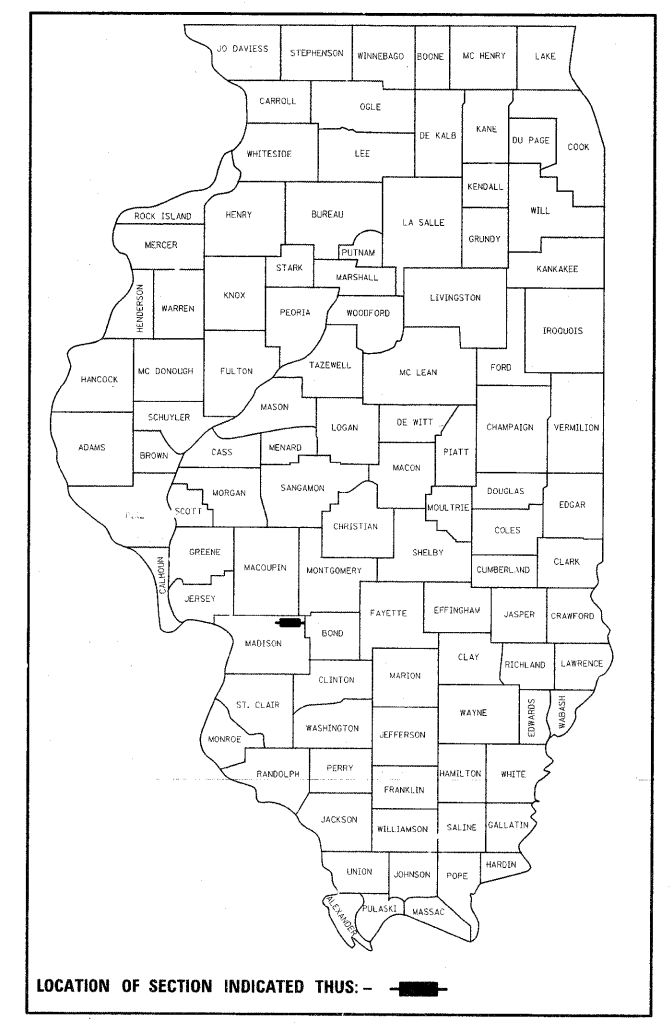 JO DAVIESS STEPHENSON WINNEBAGO BOONE MC HENRY LAKE
CARROLL OGLE DE KALB KANE DU PAGE COOK
WHITESIDE LEE
KENDALL
ROCK ISLAND HENRY BUREAU LA SALLE WILL
MERCER PUTNAM GRUNDY
STARK MARSHALL KANKAKEE
HENDERSON WARREN KNOX PEORIA WOODFORD LIVINGSTON
IROQUOIS
HANCOCK MC DONOUGH FULTON TAZEWELL MC LEAN FORD
MASON
SCHUYLER LOGAN DE WITT CHAMPAIGN VERMILION
ADAMS BROWN CASS MENARD MACON PIATT
MORGAN SANGAMON DOUGLAS
SCOTT CHRISTIAN MOULTRIE COLES EDGAR
GREENE MACOUPIN MONTGOMERY SHELBY CUMBERLAND CLARK
CALHOUN JERSEY
FAYETTE EFFINGHAM JASPER CRAWFORD
MADISON BOND
CLAY RICHLAND LAWRENCE
CLINTON MARION
ST. CLAIR WAYNE EDWARDS WABASH
MONROE WASHINGTON JEFFERSON
RANDOLPH PERRY HAMILTON WHITE
FRANKLIN
JACKSON WILLIAMSON SALINE GALLATIN
UNION JOHNSON POPE HARDIN
ALEXANDER PULASKI MASSAC
LOCATION OF SECTION INDICATED THUS: –